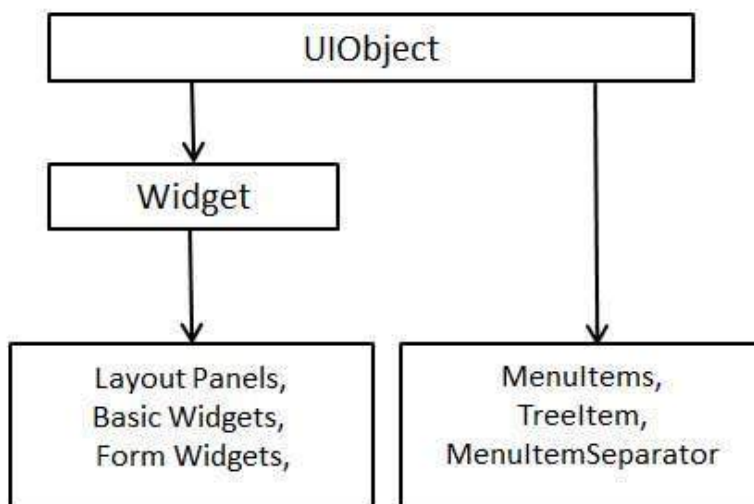 UIObject
Widget
Layout Panels,
Basic Widgets,
Form Widgets,
MenuItems,
TreeItem,
MenuItemSeparator